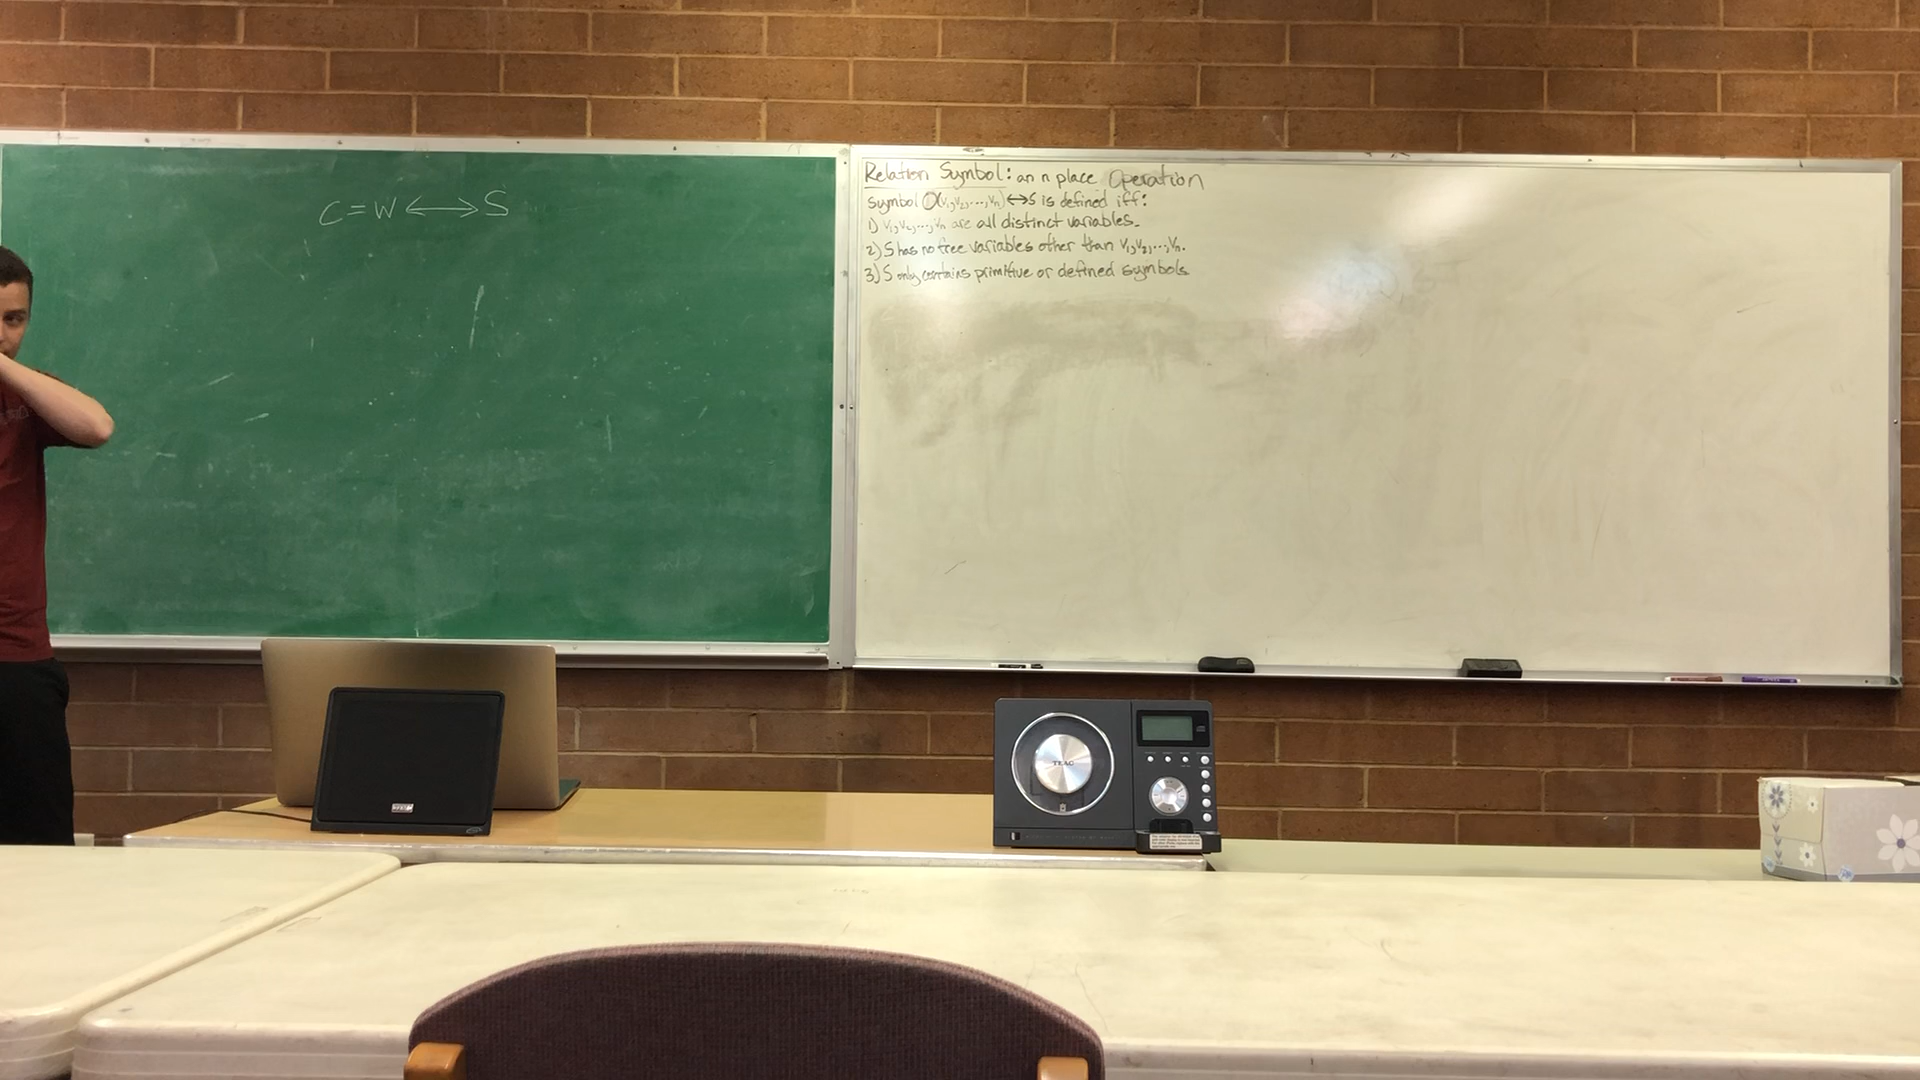 C=W⟷S
Relation Symbol: an n place Operation
symbol O(v₁,v₂,...,vₙ)↔S is defined iff:
1) v₁,v₂,...,vₙ are all distinct variables.
2) S has no free variables other than v₁,v₂,...,vₙ.
3) S only contains primitive or defined symbols
TEAC